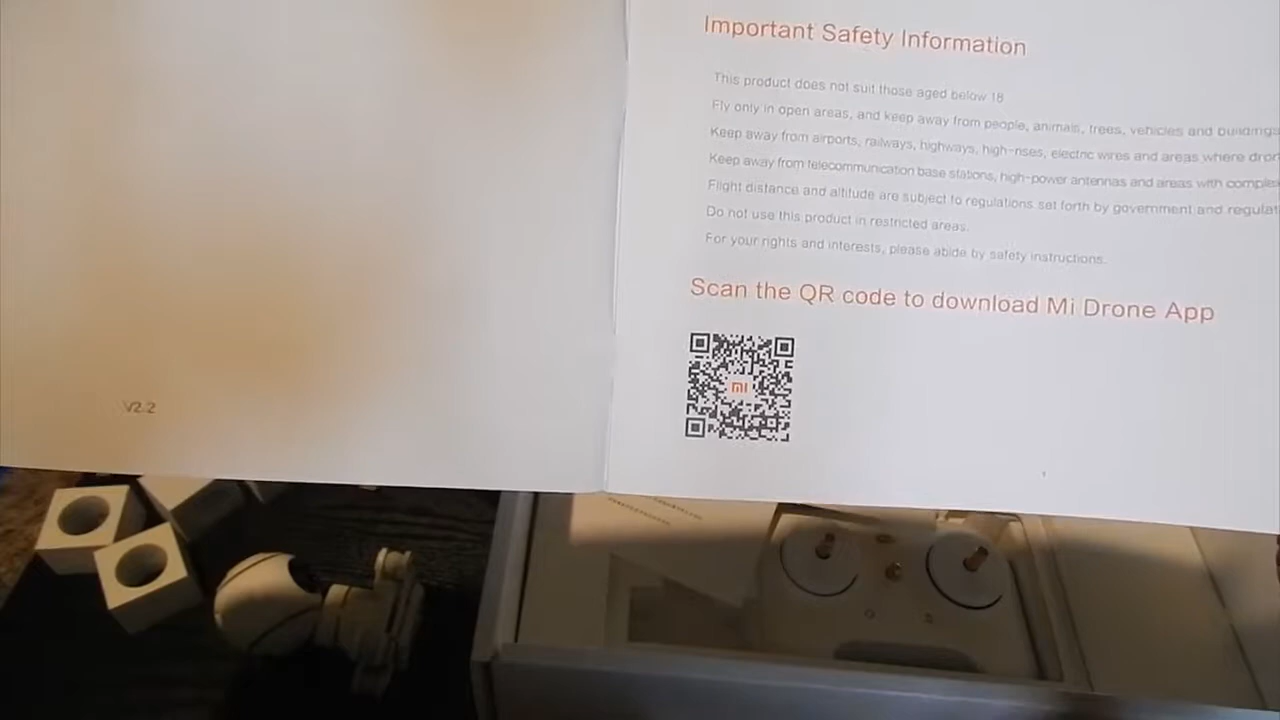 Important Safety Information
This product does not suit those aged below 18
Fly only in open areas, and keep away from people, animals, trees, vehicles and buildings
Keep away from airports, railways, highways, high-rises, electric wires and areas where
Keep away from telecommunication base stations, high-power antennas and areas with
Flight distance and altitude are subject to regulations set forth by government and
Do not use this product in restricted areas.
For your rights and interests, please abide by safety instructions.
Scan the QR code to download Mi Drone App
mi
V2.2